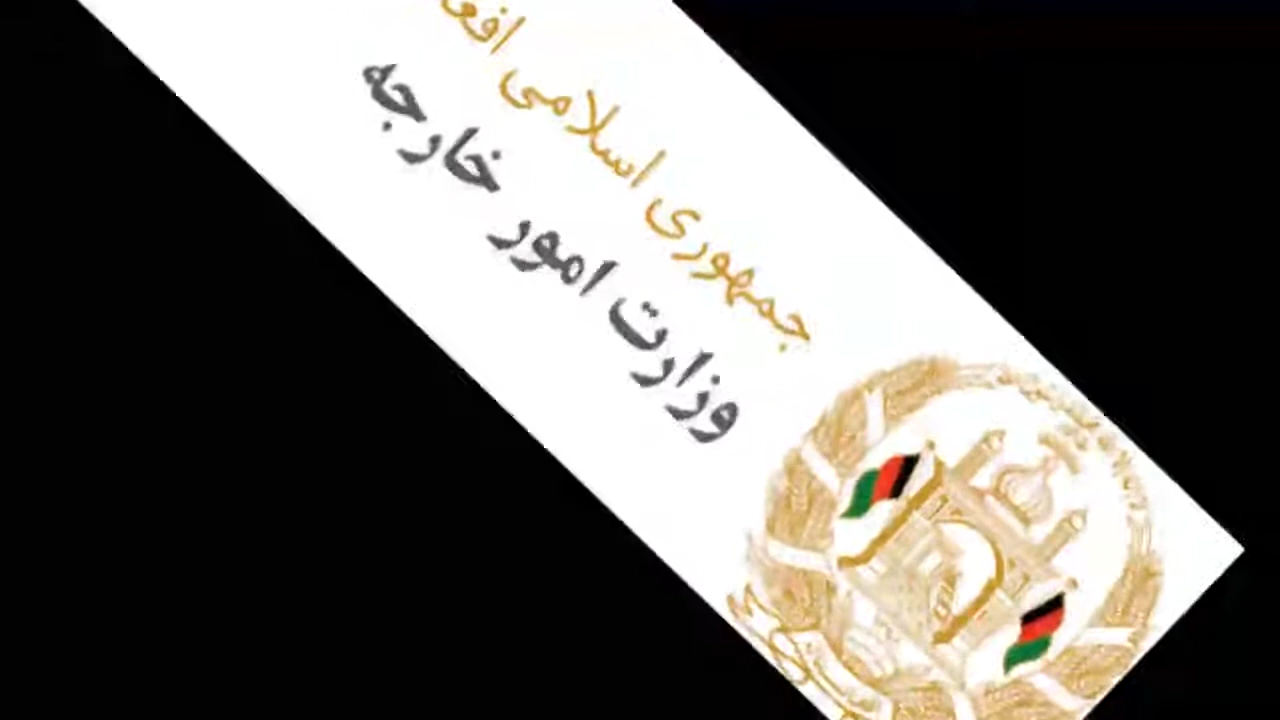 جمهوری اسلامی
وزارت امور خارجه